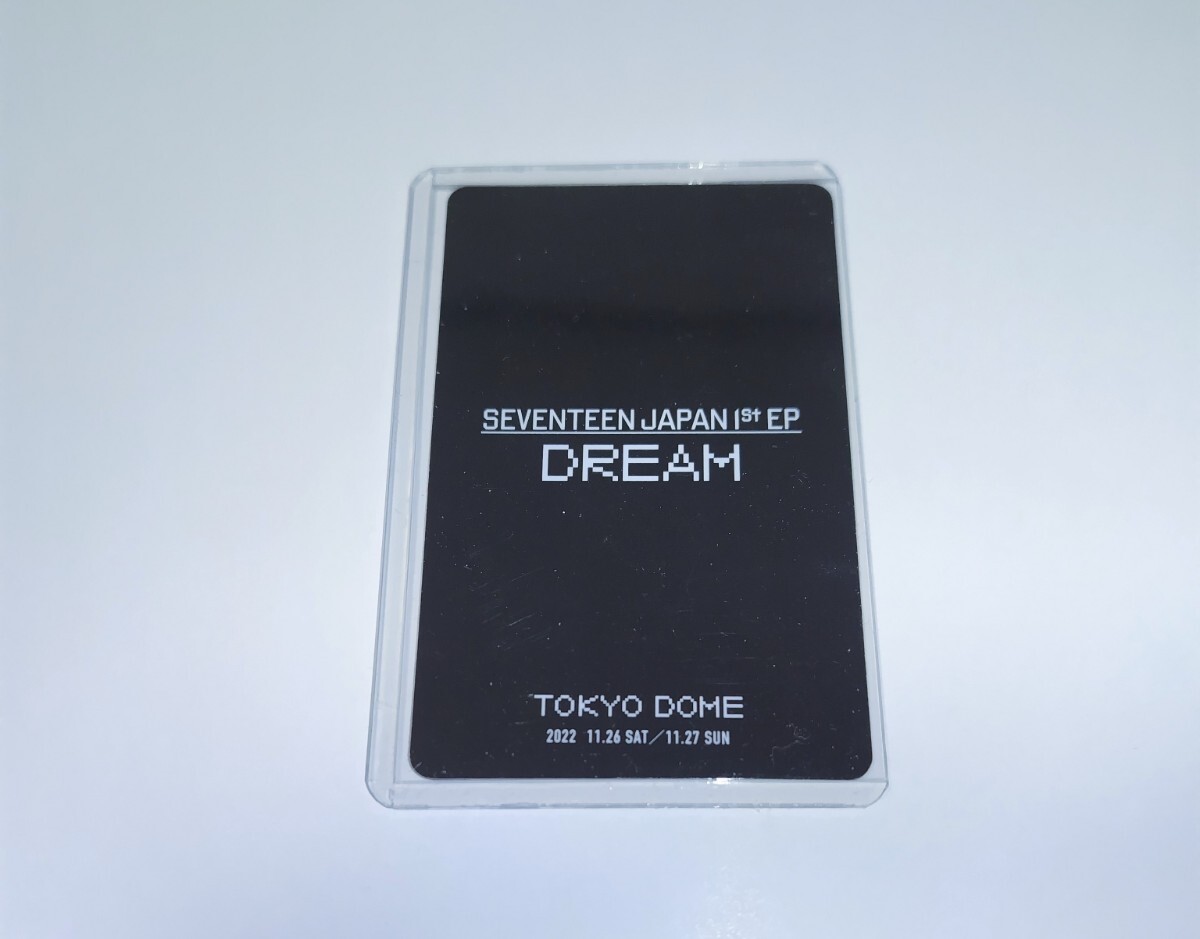 SEVENTEEN JAPAN 1St EP
DREAM
TOKYO DOME
2022 11.26 SAT/11.27 SUN